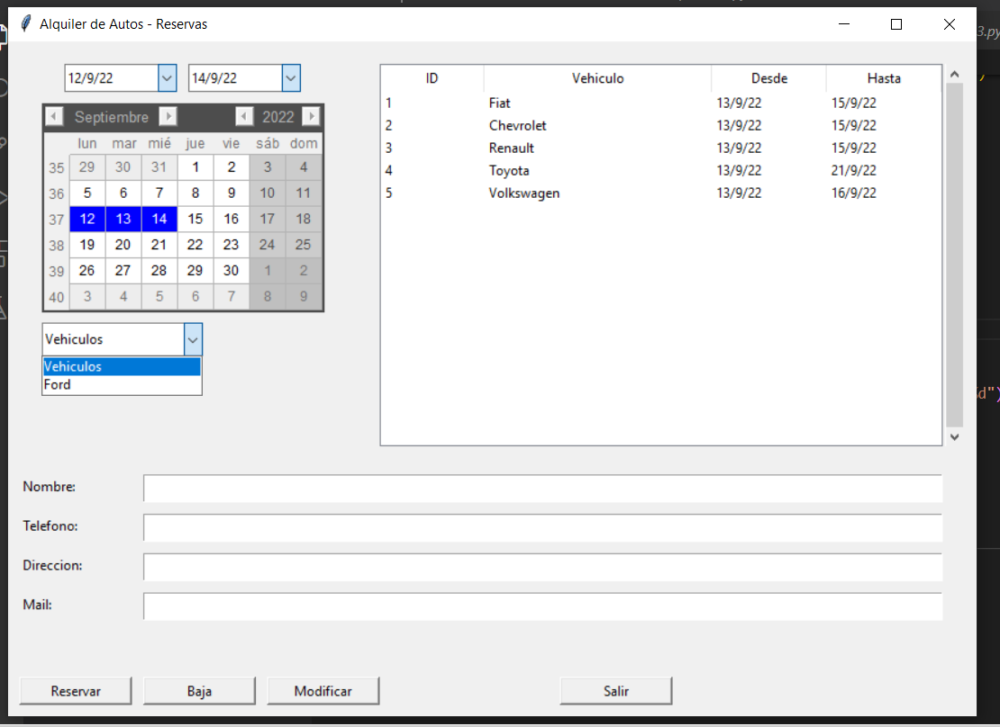 Alquiler de Autos - Reservas
3.py
12/9/22 14/9/22
Septiembre 2022
lun mar mié jue vie sáb dom
35 29 30 31 1 2 3 4
36 5 6 7 8 9 10 11
37 12 13 14 15 16 17 18
38 19 20 21 22 23 24 25
39 26 27 28 29 30 1 2
40 3 4 5 6 7 8 9
Vehiculos
Vehiculos
Ford
ID Vehiculo Desde Hasta
1 Fiat 13/9/22 15/9/22
2 Chevrolet 13/9/22 15/9/22
3 Renault 13/9/22 15/9/22
4 Toyota 13/9/22 21/9/22
5 Volkswagen 13/9/22 16/9/22
d")
Nombre:
Telefono:
Direccion:
Mail:
Reservar Baja Modificar Salir